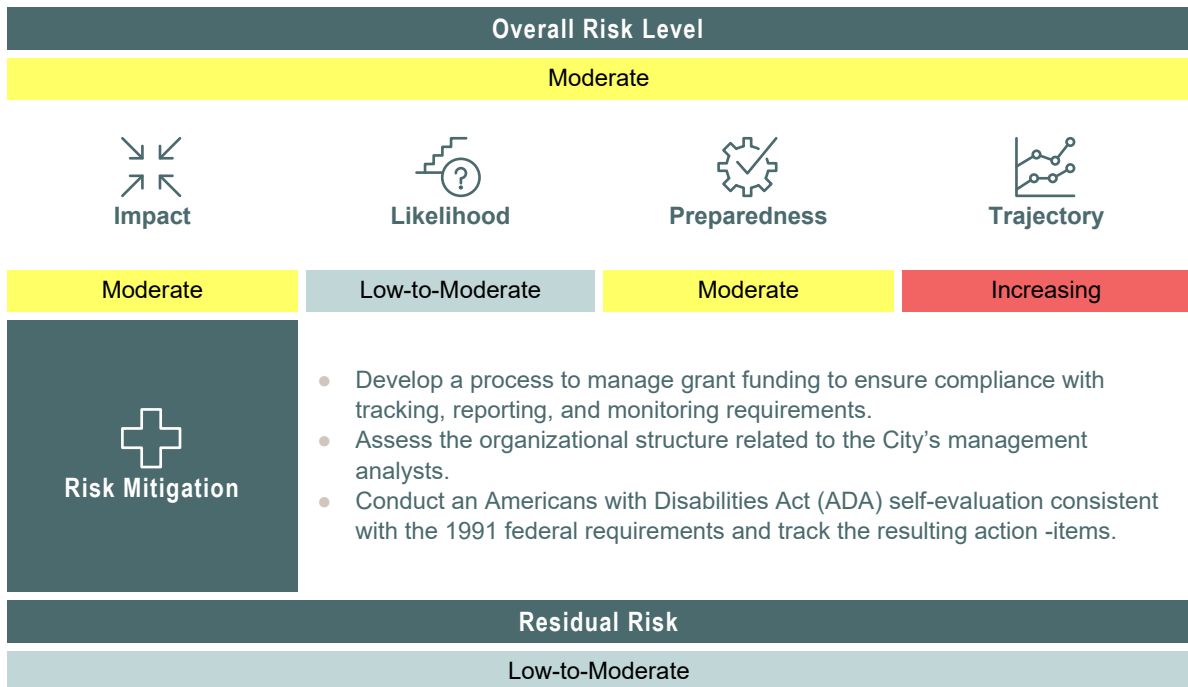 Overall Risk Level
Moderate
Impact
Likelihood
?
Preparedness
Trajectory
Moderate
Low-to-Moderate
Moderate
Increasing
Risk Mitigation
● Develop a process to manage grant funding to ensure compliance with
tracking, reporting, and monitoring requirements.
● Assess the organizational structure related to the City’s management
analysts.
● Conduct an Americans with Disabilities Act (ADA) self-evaluation consistent
with the 1991 federal requirements and track the resulting action -items.
Residual Risk
Low-to-Moderate